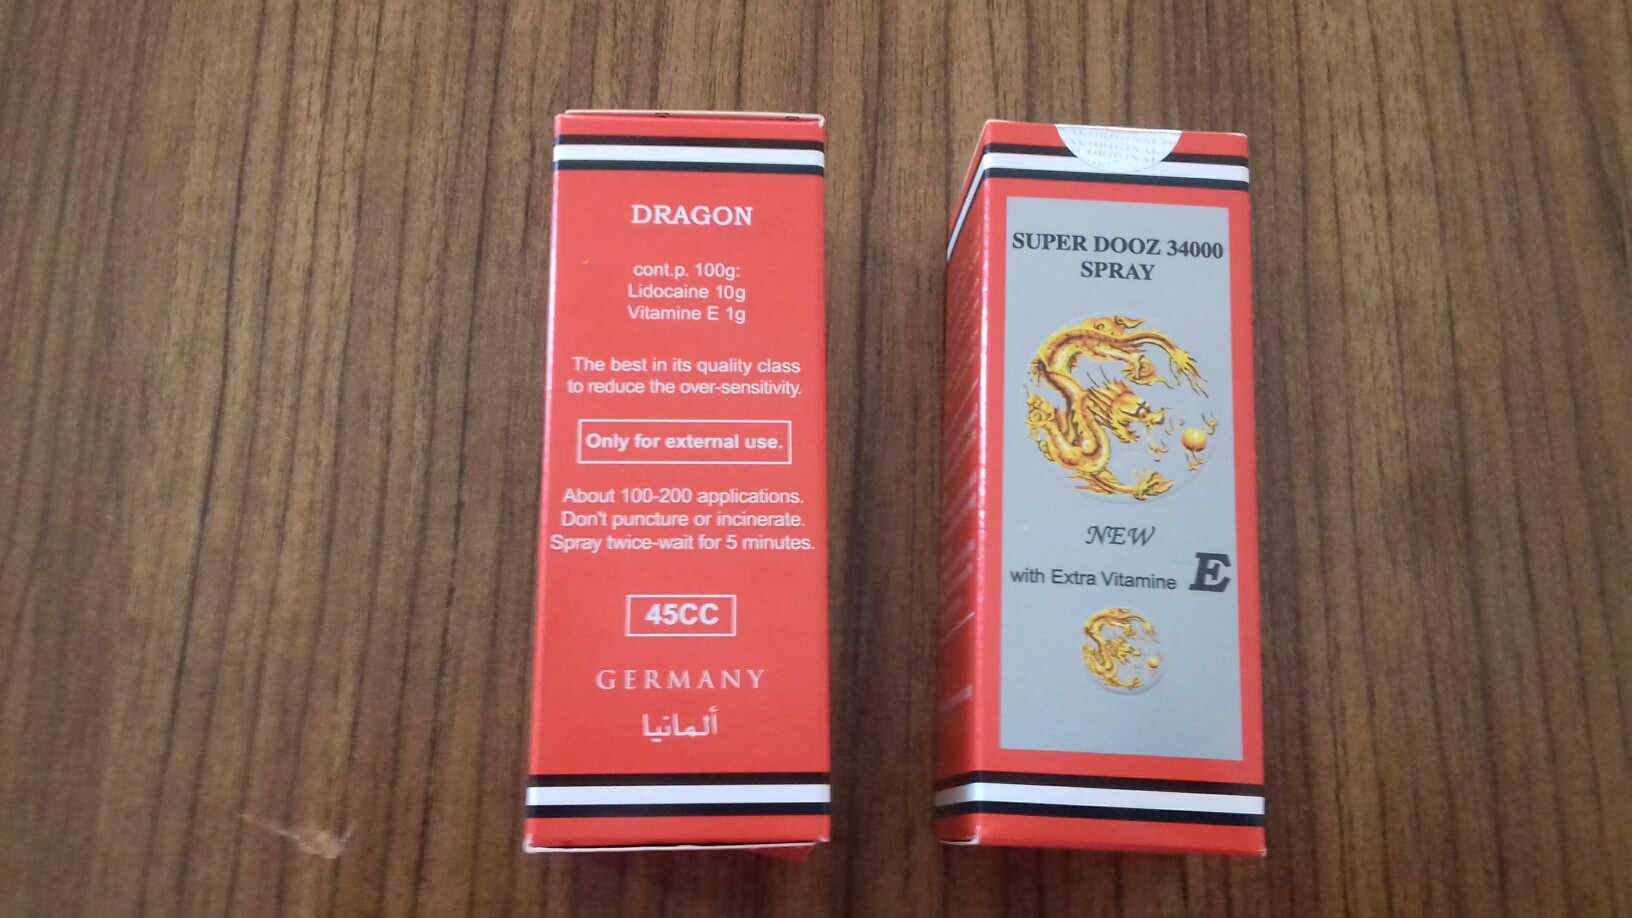 DRAGON
cont.p. 100g:
Lidocaine 10g
Vitamine E 1g
The best in its quality class
to reduce the over-sensitivity.
Only for external use.
About 100-200 applications.
Don't puncture or incinerate.
Spray twice-wait for 5 minutes.
45CC
GERMANY
ألمانيا
ORIGINAL
SUPER DOOZ 34000
SPRAY
NEW
with Extra Vitamine E